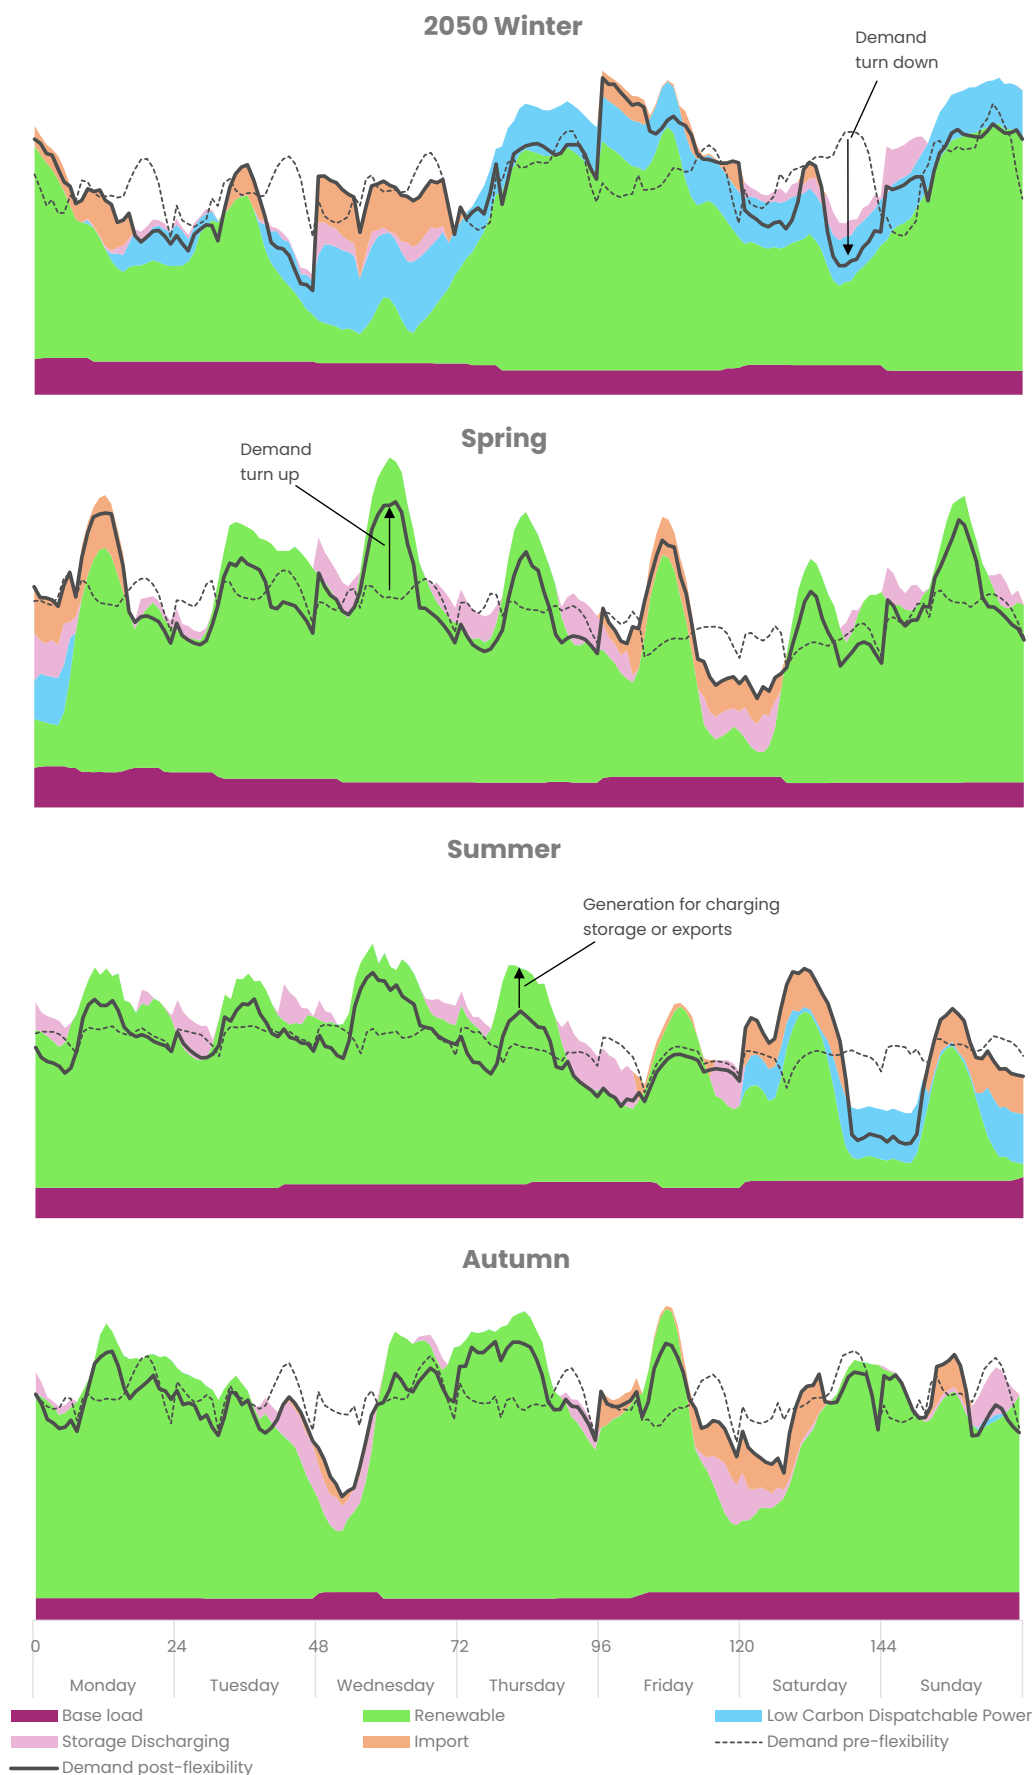 2050 Winter
Demand
turn down
Spring
Demand
turn up
Summer
Generation for charging
storage or exports
Autumn
0 24 48 72 96 120 144
Monday Tuesday Wednesday Thursday Friday Saturday Sunday
Base load Renewable Low Carbon Dispatchable Power
Storage Discharging Import Demand pre-flexibility
Demand post-flexibility